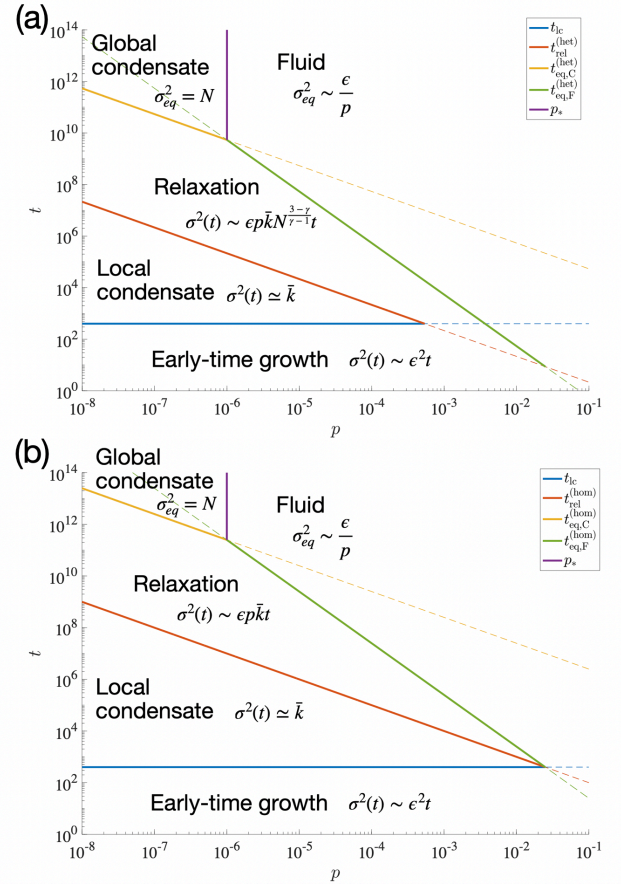 (a)
10^14
10^12
10^10
10^8
10^6
10^4
10^2
10^0
t
Global
condensate
σ²_eq = N
Fluid
σ²_eq ~ ϵ/p
Relaxation
σ²(t) ~ ϵpk̄N^((3−γ)/(γ−1))t
Local
condensate σ²(t) ≃ k̄
Early-time growth σ²(t) ~ ϵ²t
t_lc
t_rel^(het)
t_eq,C^(het)
t_eq,F^(het)
p_*
10^-8 10^-7 10^-6 10^-5 10^-4 10^-3 10^-2 10^-1
p
(b)
10^14
10^12
10^10
10^8
10^6
10^4
10^2
10^0
t
Global
condensate
σ²_eq = N
Fluid
σ²_eq ~ ϵ/p
Relaxation
σ²(t) ~ ϵpk̄t
Local
condensate σ²(t) ≃ k̄
Early-time growth σ²(t) ~ ϵ²t
t_lc
t_rel^(hom)
t_eq,C^(hom)
t_eq,F^(hom)
p_*
10^-8 10^-7 10^-6 10^-5 10^-4 10^-3 10^-2 10^-1
p